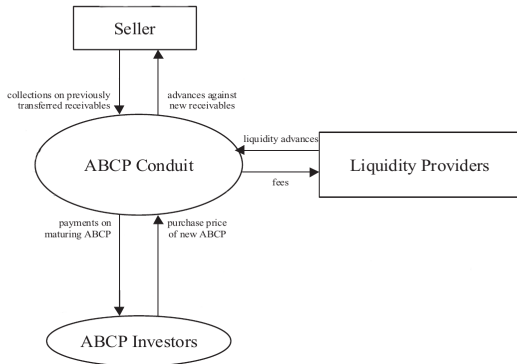 Seller
collections on previously
transferred receivables
advances against
new receivables
liquidity advances
ABCP Conduit
Liquidity Providers
fees
payments on
maturing ABCP
purchase price
of new ABCP
ABCP Investors